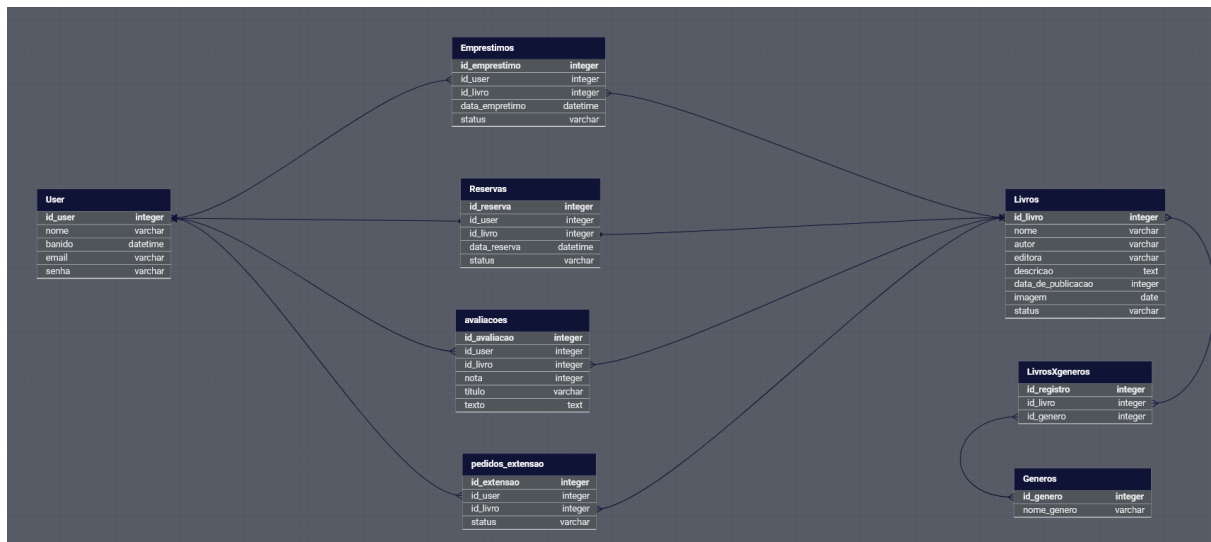 Emprestimos
id_emprestimo integer
id_user integer
id_livro integer
data_empretimo datetime
status varchar
User
id_user integer
nome varchar
banido datetime
email varchar
senha varchar
Reservas
id_reserva integer
id_user integer
id_livro integer
data_reserva datetime
status varchar
avaliacoes
id_avaliacao integer
id_user integer
id_livro integer
nota integer
titulo varchar
texto text
pedidos_extensao
id_extensao integer
id_user integer
id_livro integer
status varchar
Livros
id_livro integer
nome varchar
autor varchar
editora varchar
descricao text
data_de_publicacao integer
imagem date
status varchar
LivrosXgeneros
id_registro integer
id_livro integer
id_genero integer
Generos
id_genero integer
nome_genero varchar